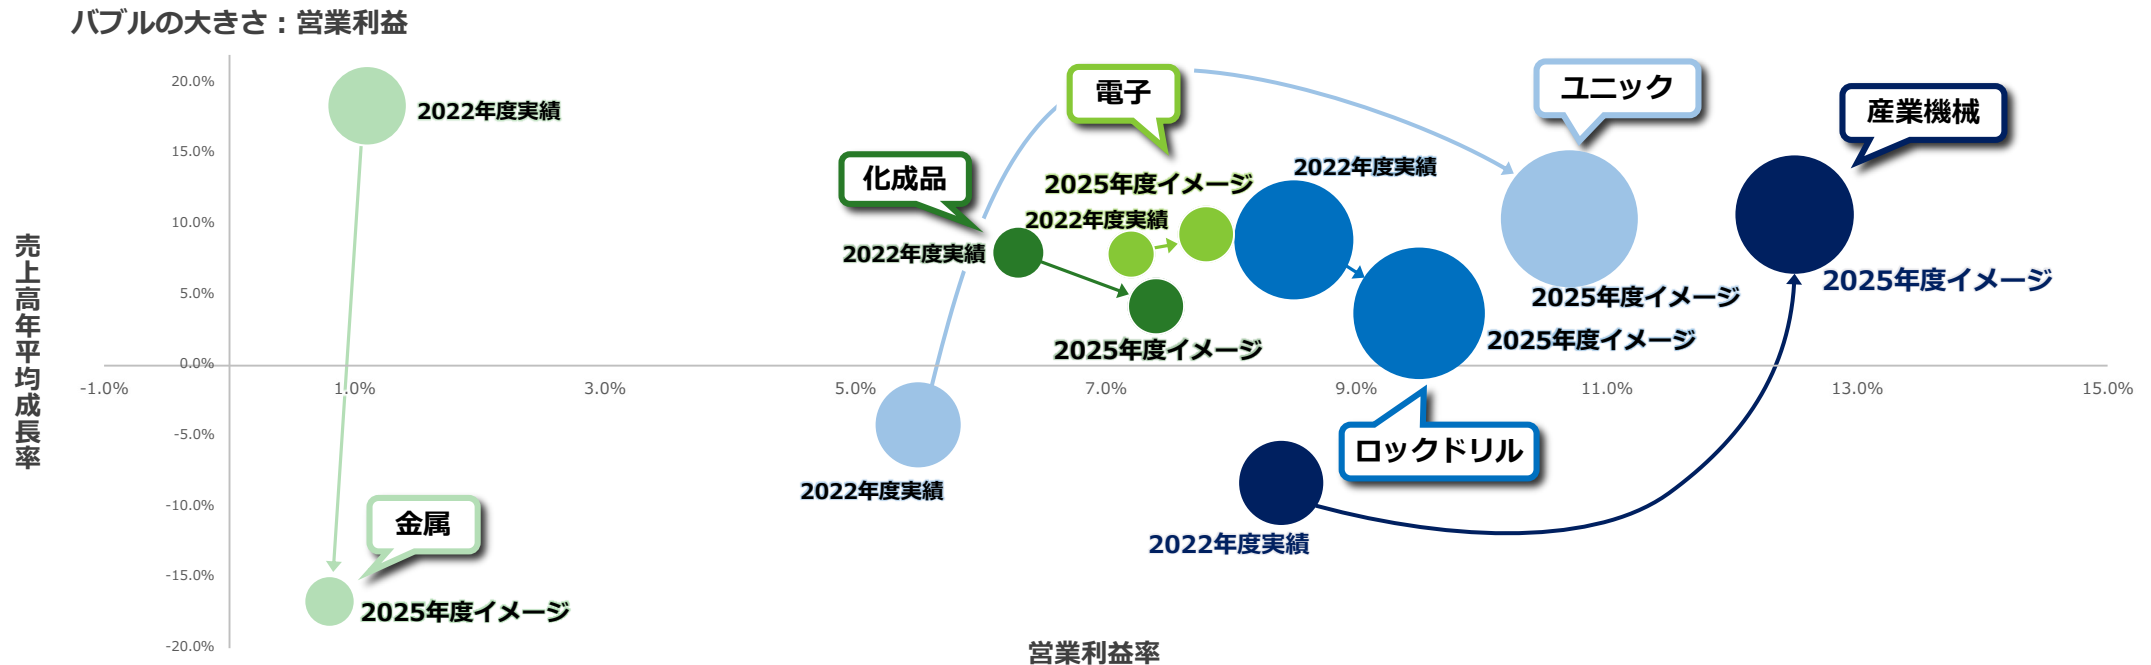 バブルの大きさ：営業利益
売上高年平均成長率
20.0%
15.0%
10.0%
5.0%
0.0%
-5.0%
-10.0%
-15.0%
-20.0%
-1.0%
1.0%
3.0%
5.0%
7.0%
9.0%
11.0%
13.0%
15.0%
営業利益率
2022年度実績
金属
2025年度イメージ
化成品
2022年度実績
2025年度イメージ
電子
2025年度イメージ
2022年度実績
2022年度実績
2025年度イメージ
ロックドリル
ユニック
2025年度イメージ
2022年度実績
産業機械
2025年度イメージ
2022年度実績